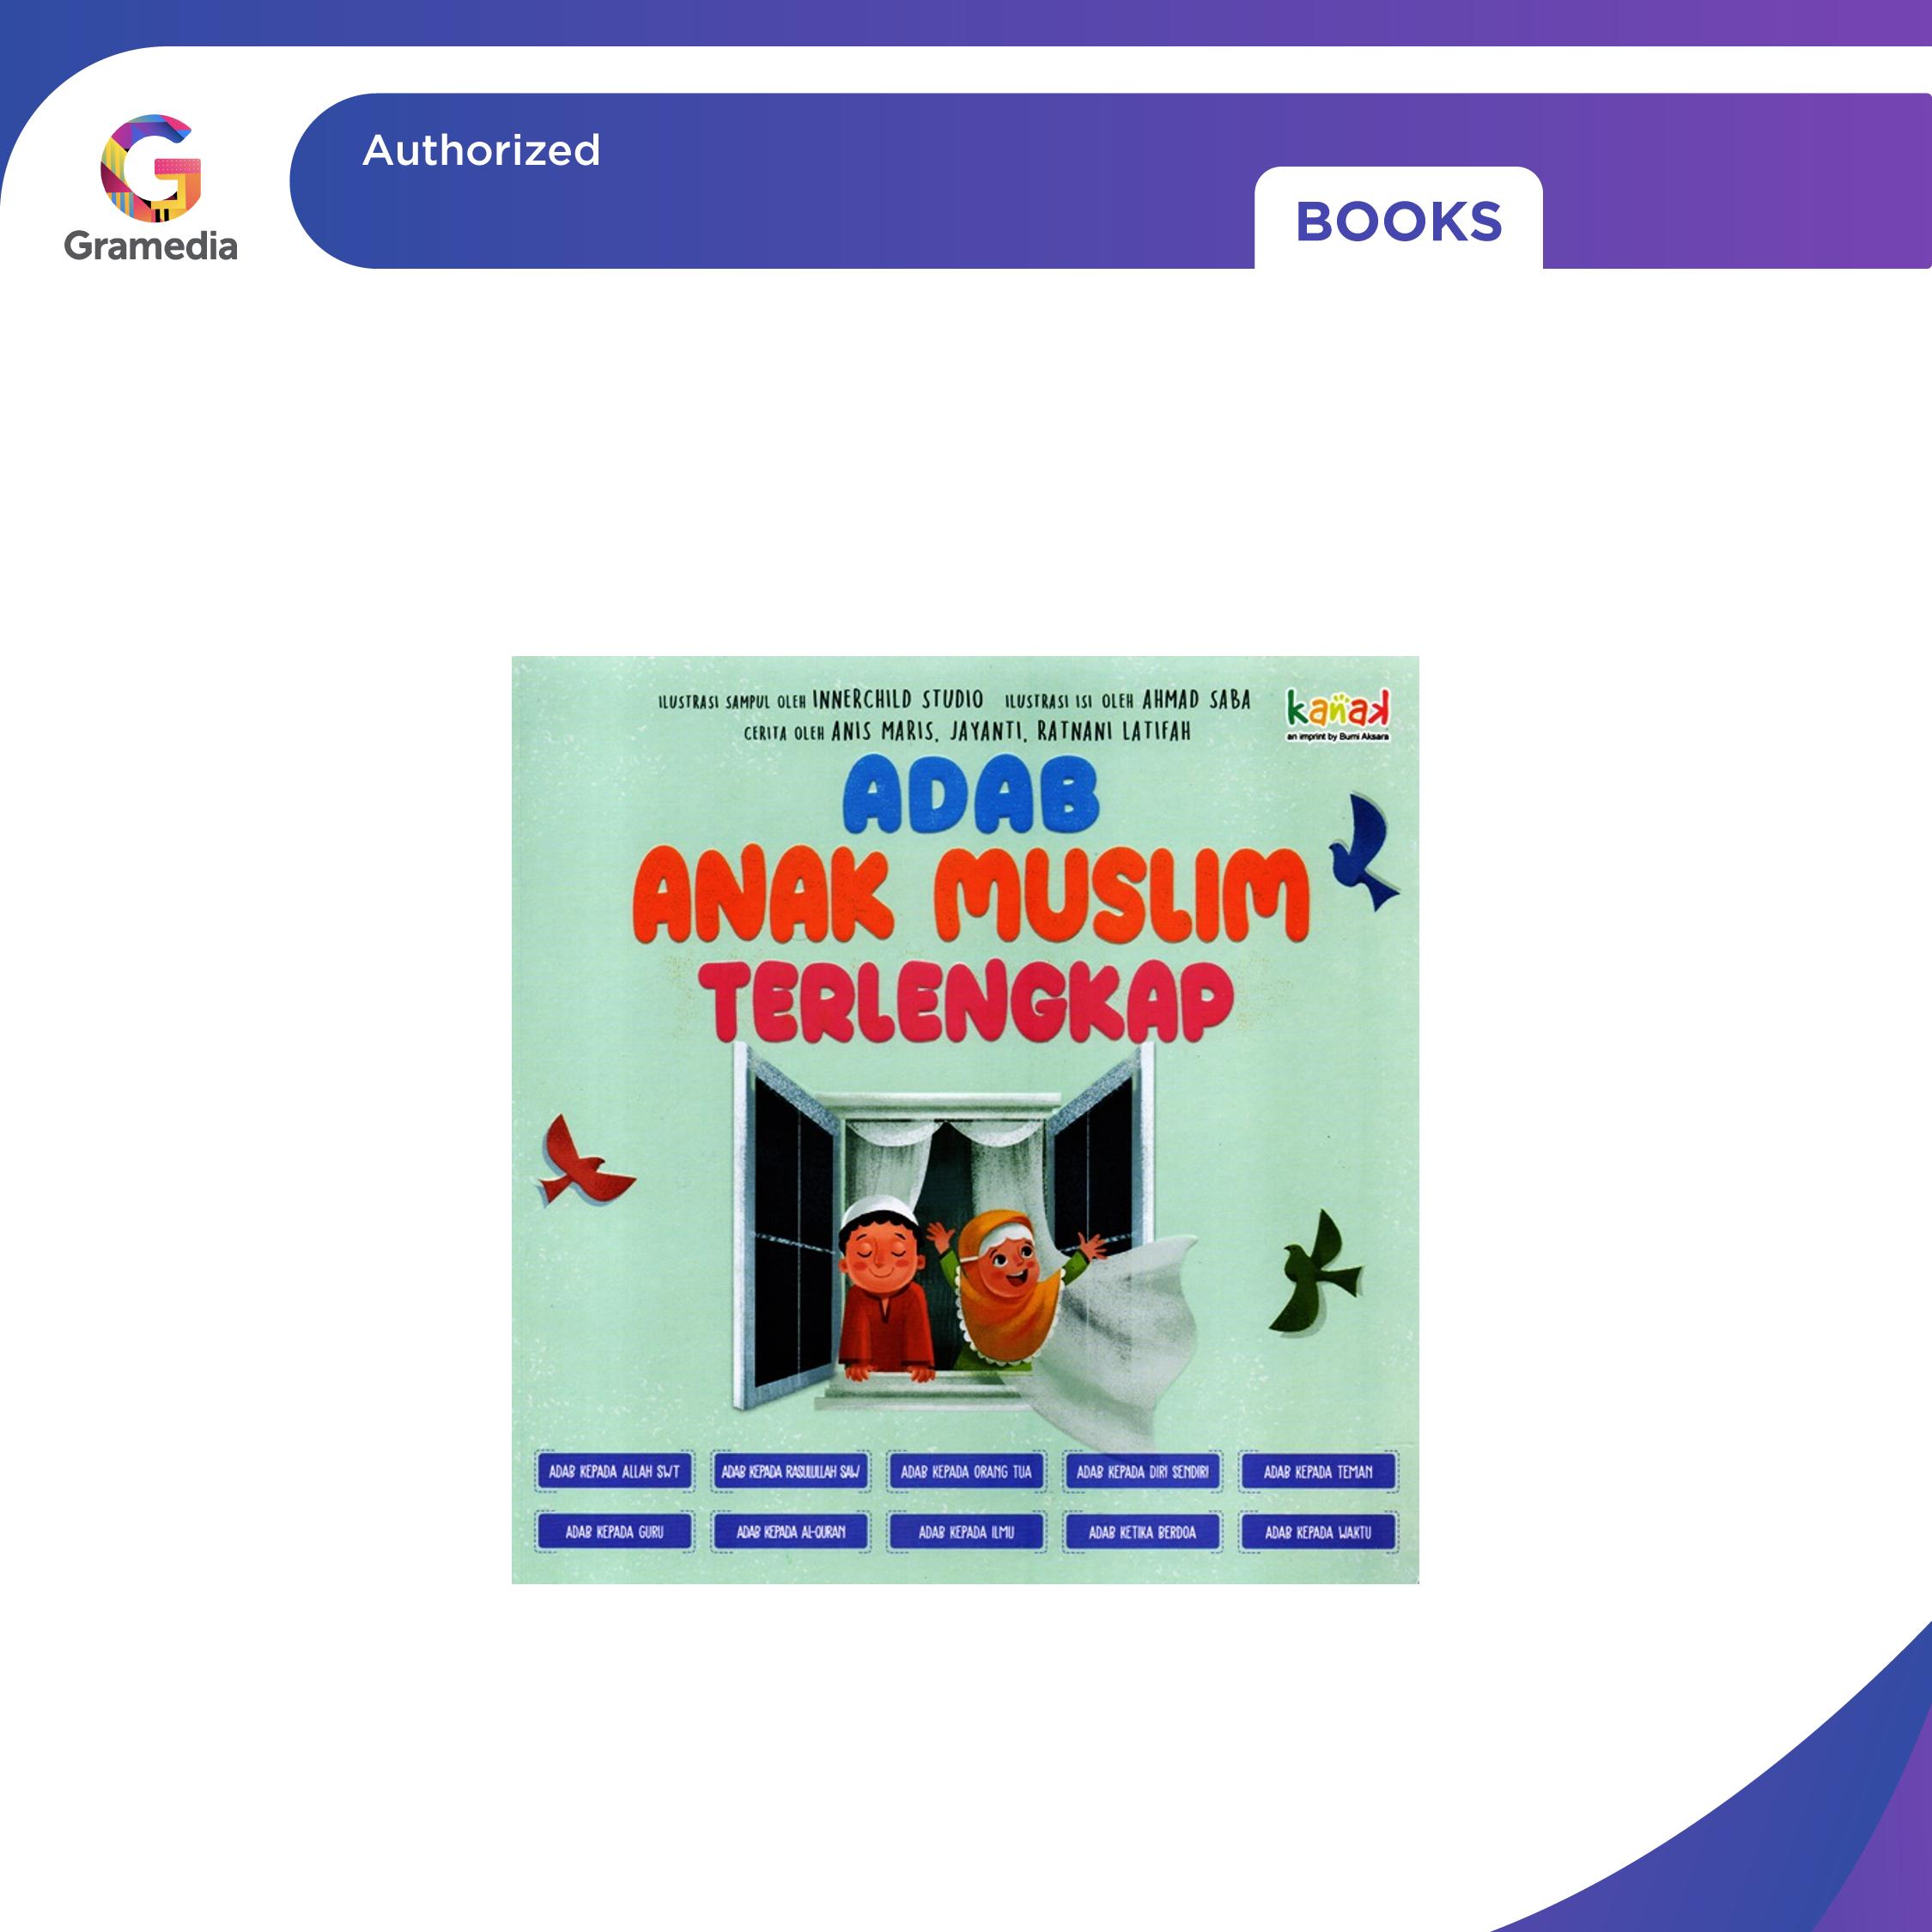 Gramedia
Authorized
BOOKS
ILUSTRASI SAMPUL OLEH INNERCHILD STUDIO ILUSTRASI ISI OLEH AHMAD SABA
CERITA OLEH ANIS MARIS, JAYANTI, RATNANI LATIFAH
kanak
an imprint by Bumi Aksara
ADAB
ANAK MUSLIM
TERLENGKAP
ADAB KEPADA ALLAH SWT
ADAB KEPADA RASULULLAH SAW
ADAB KEPADA ORANG TUA
ADAB KEPADA DIRI SENDIRI
ADAB KEPADA TEMAN
ADAB KEPADA GURU
ADAB KEPADA AL-QURAN
ADAB KEPADA ILMU
ADAB KETIKA BERDOA
ADAB KEPADA WAKTU